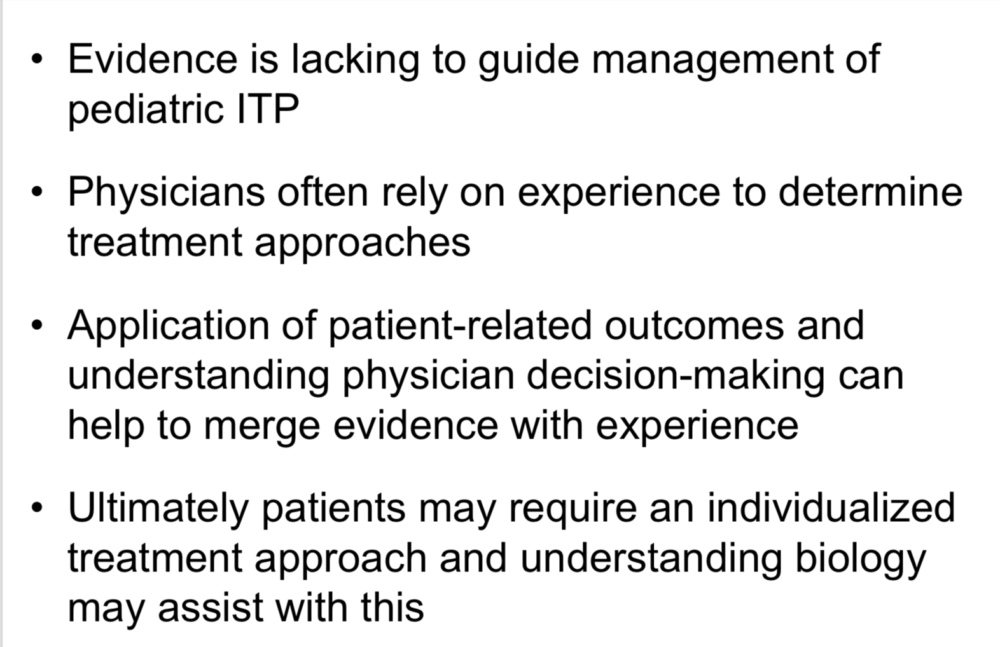 • Evidence is lacking to guide management of
pediatric ITP
• Physicians often rely on experience to determine
treatment approaches
• Application of patient-related outcomes and
understanding physician decision-making can
help to merge evidence with experience
• Ultimately patients may require an individualized
treatment approach and understanding biology
may assist with this